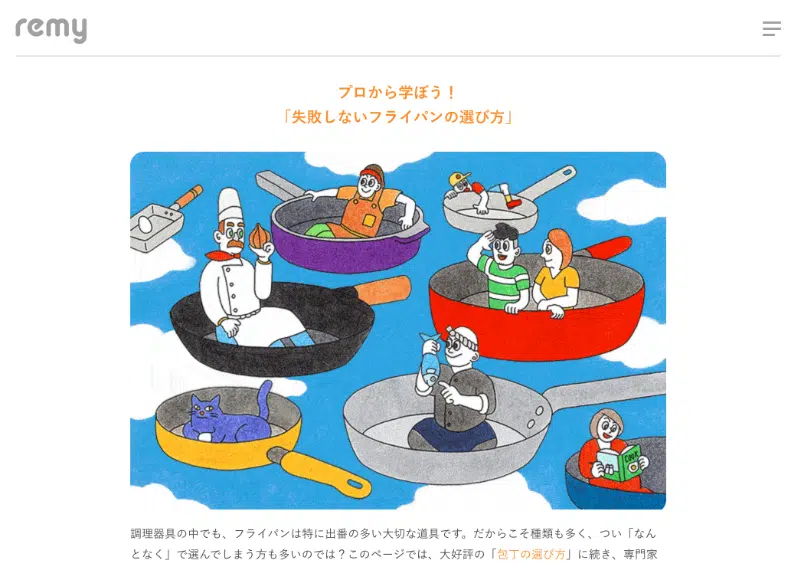 remy
プロから学ぼう！
「失敗しないフライパンの選び方」
COOK
調理器具の中でも、フライパンは特に出番の多い大切な道具です。だからこそ種類も多く、つい「なん
となく」で選んでしまう方も多いのでは？このページでは、大好評の「包丁の選び方」に続き、専門家